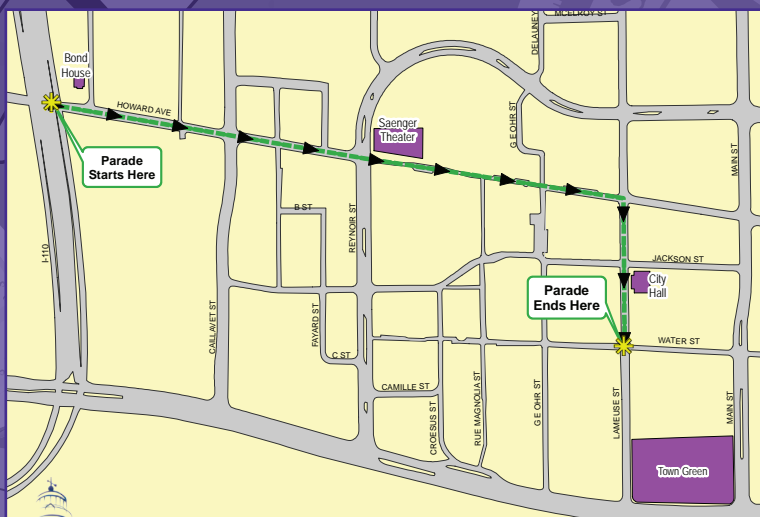 MCELROY ST
DELAUNEY
Bond
House
HOWARD AVE
Saenger
Theater
G E OHR ST
MAIN ST
Parade
Starts Here
B ST
REYNOIR ST
I-110
JACKSON ST
City
Hall
Parade
Ends Here
CAILLAVET ST
FAYARD ST
WATER ST
C ST
CAMILLE ST
CROESUS ST
RUE MAGNOLIA ST
G E OHR ST
LAMEUSE ST
MAIN ST
Town Green